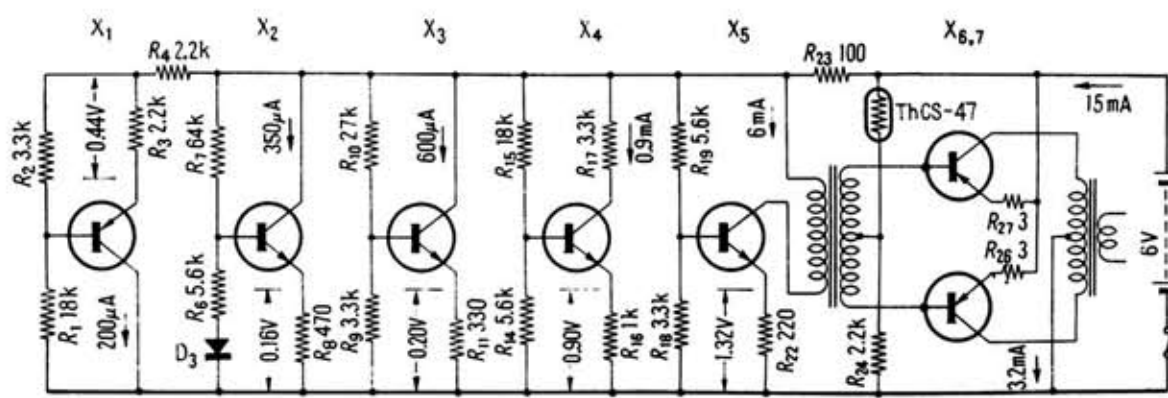 X1 X2 X3 X4 X5 X6,7
R4 2.2k
R23 100
0.44V
R3 2.2k
R2 3.3k
R1 18k
200μA
R7 64k
350μA
R6 5.6k
D3
0.16V
R8 470
R10 27k
600μA
R9 3.3k
0.20V
R11 330
R15 18k
R17 3.3k
0.9mA
R14 5.6k
0.90V
R16 1k
R19 5.6k
6mA
R18 3.3k
1.32V
R22 220
ThCS-47
15mA
R27 3
R26 3
R24 2.2k
3.2mA
6V